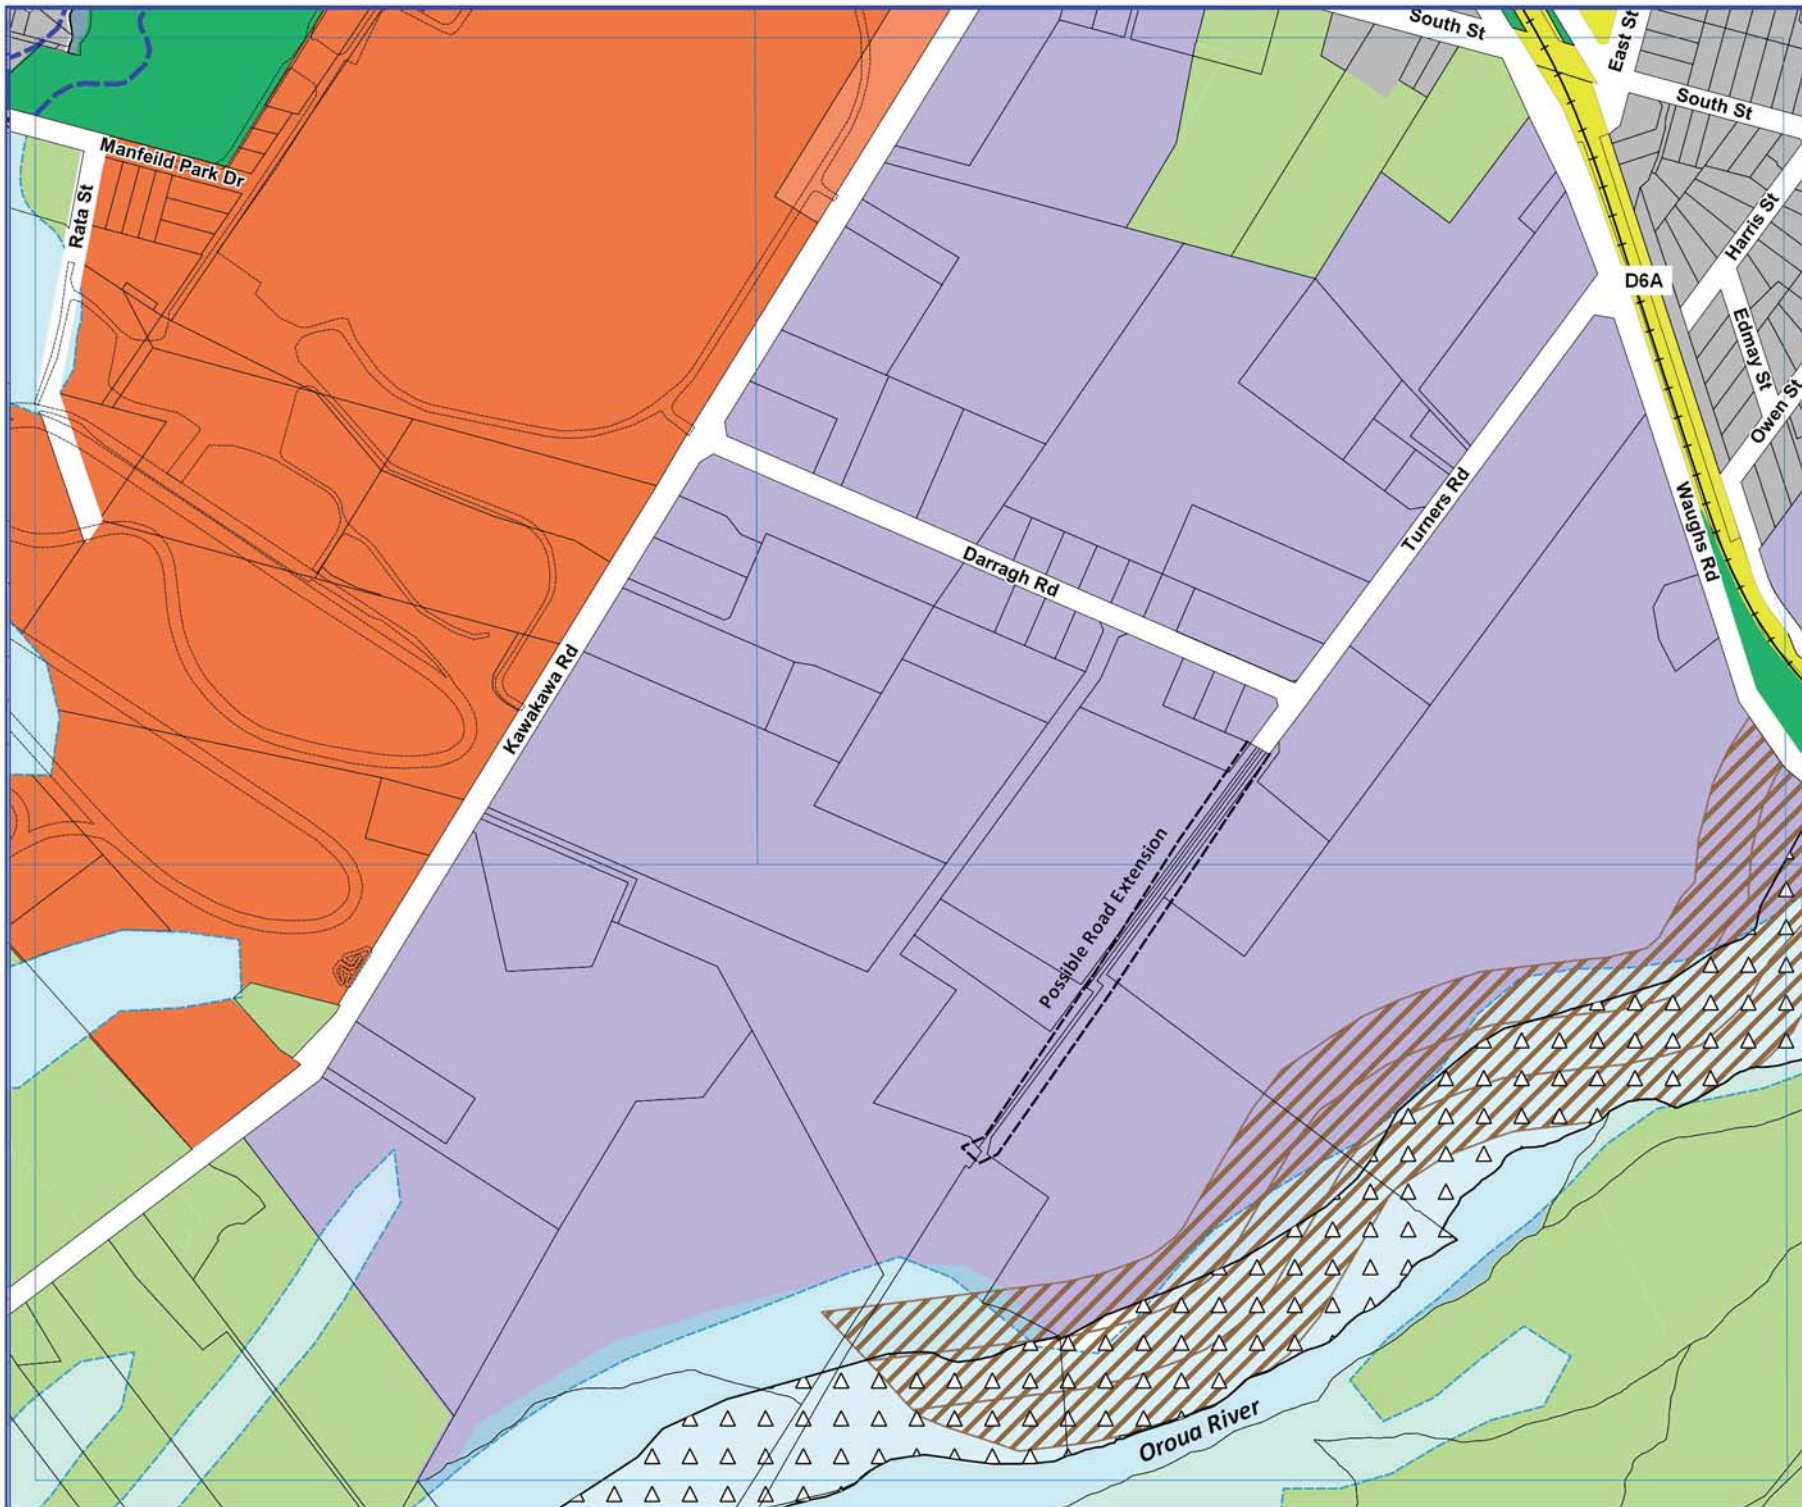 South St
East St
South St
Manfeild Park Dr
Rata St
Harris St
D6A
Edmay St
Owen St
Turners Rd
Waughs Rd
Darragh Rd
Kawakawa Rd
Possible Road Extension
Oroua River